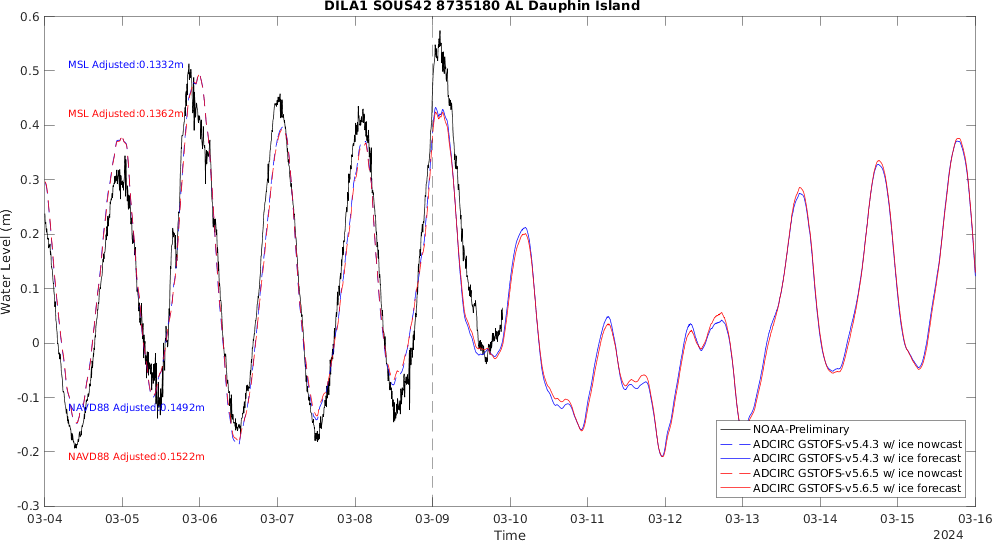 DILA1 SOUS42 8735180 AL Dauphin Island
0.6
0.5
0.4
0.3
0.2
0.1
0
-0.1
-0.2
-0.3
Water Level (m)
MSL Adjusted:0.1332m
MSL Adjusted:0.1362m
NAVD88 Adjusted:0.1492m
NAVD88 Adjusted:0.1522m
NOAA-Preliminary
ADCIRC GSTOFS-v5.4.3 w/ ice nowcast
ADCIRC GSTOFS-v5.4.3 w/ ice forecast
ADCIRC GSTOFS-v5.6.5 w/ ice nowcast
ADCIRC GSTOFS-v5.6.5 w/ ice forecast
03-04 03-05 03-06 03-07 03-08 03-09 03-10 03-11 03-12 03-13 03-14 03-15 03-16
Time
2024